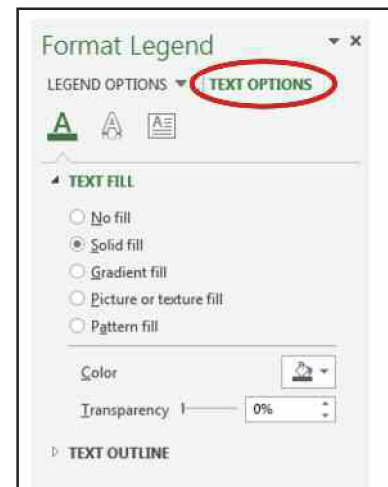 Format Legend
LEGEND OPTIONS TEXT OPTIONS
TEXT FILL
No fill
Solid fill
Gradient fill
Picture or texture fill
Pattern fill
Color
Transparency 0%
TEXT OUTLINE